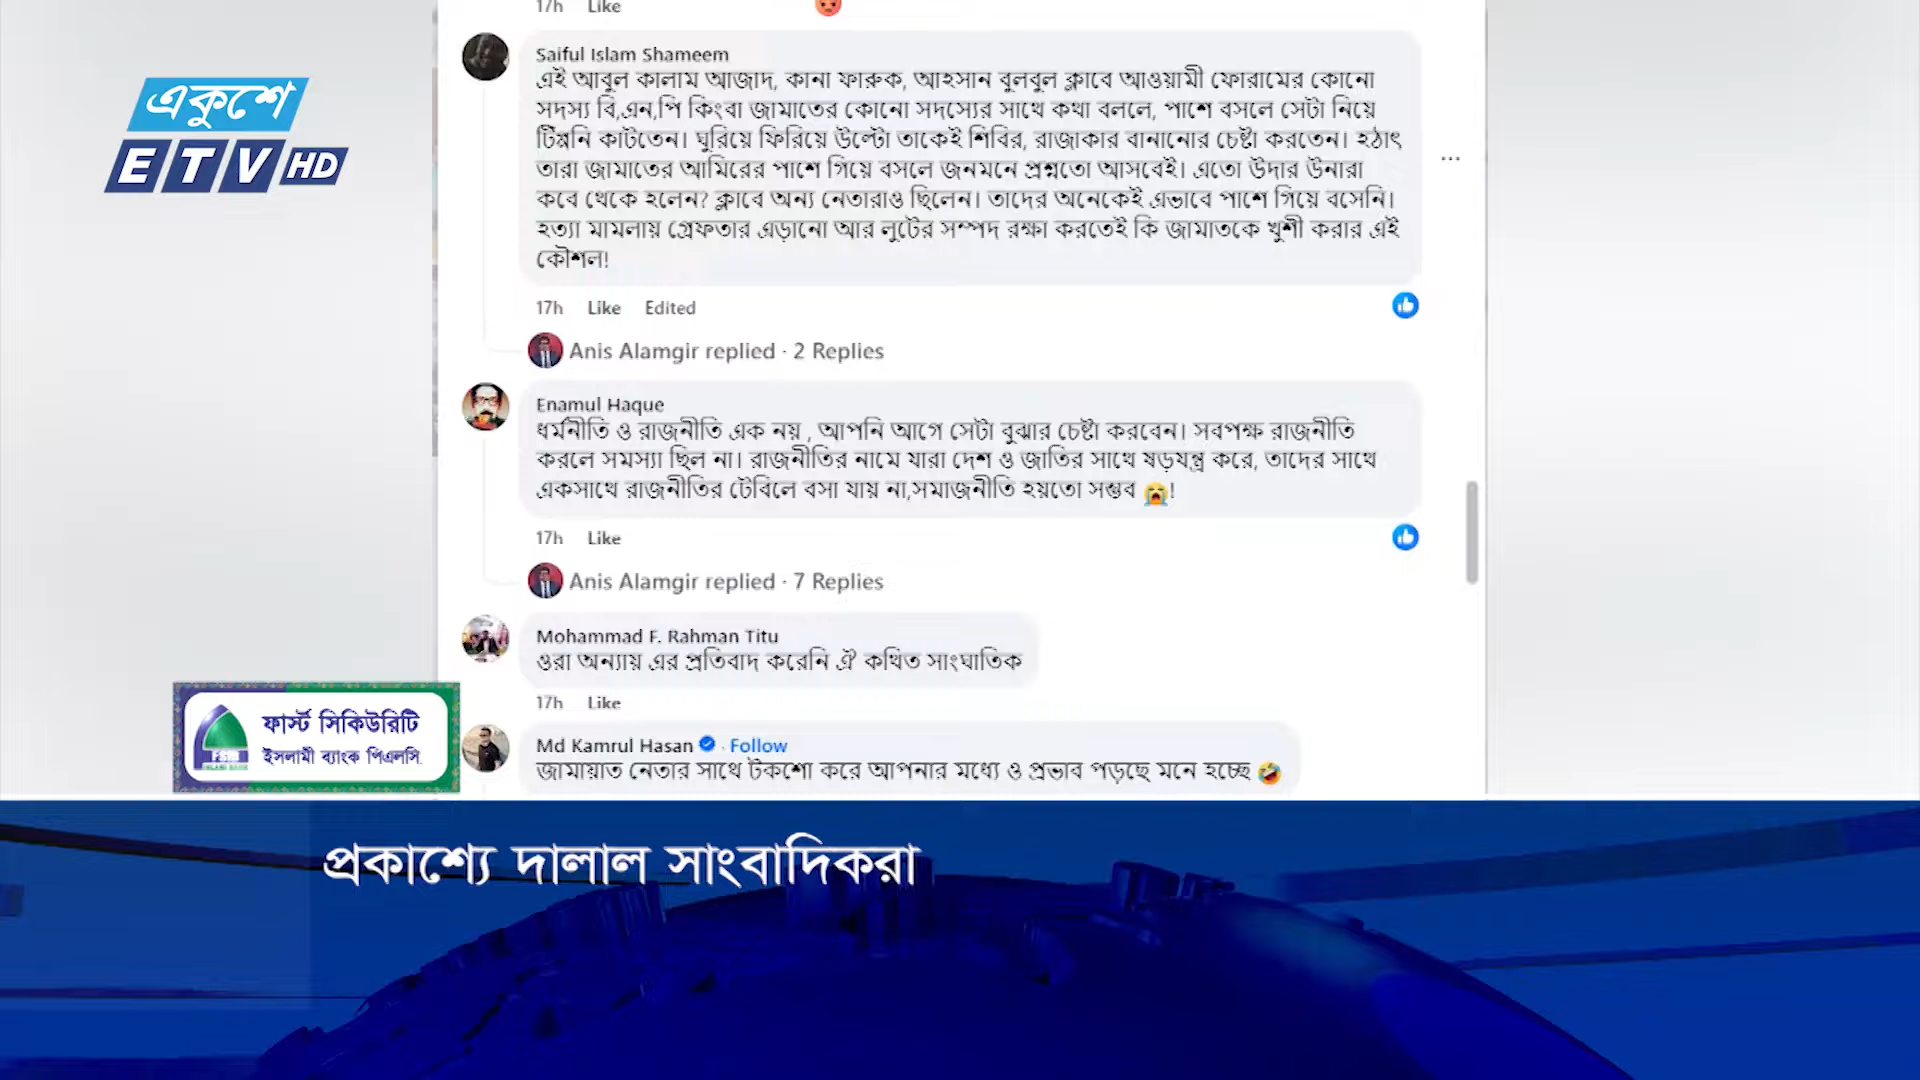 17h Like
একুশে
ETV HD
Saiful Islam Shameem
এই আবুল কালাম আজাদ, কানা ফারুক, আহসান বুলবুল ক্লাবে আওয়ামী ফোরামের কোনো
সদস্য বি,এন,পি কিংবা জামাতের কোনো সদস্যের সাথে কথা বললে, পাশে বসলে সেটা নিয়ে
টিপ্পনি কাটতেন। ঘুরিয়ে ফিরিয়ে উল্টো তাকেই শিবির, রাজাকার বানানোর চেষ্টা করতেন। হঠাৎ
তারা জামাতের আমিরের পাশে গিয়ে বসলে জনমনে প্রশ্নতো আসবেই। এতো উদার উনারা
কবে থেকে হলেন? ক্লাবে অন্য নেতারাও ছিলেন। তাদের অনেকেই এভাবে পাশে গিয়ে বসেনি।
হত্যা মামলায় গ্রেফতার এড়ানো আর লুটের সম্পদ রক্ষা করতেই কি জামাতকে খুশী করার এই
কৌশল!
17h Like Edited
Anis Alamgir replied · 2 Replies
Enamul Haque
ধর্মনীতি ও রাজনীতি এক নয় , আপনি আগে সেটা বুঝার চেষ্টা করবেন। সবপক্ষ রাজনীতি
করলে সমস্যা ছিল না। রাজনীতির নামে যারা দেশ ও জাতির সাথে ষড়যন্ত্র করে, তাদের সাথে
একসাথে রাজনীতির টেবিলে বসা যায় না,সমাজনীতি হয়তো সম্ভব 😭!
17h Like
Anis Alamgir replied · 7 Replies
Mohammad F. Rahman Titu
ওরা অন্যায় এর প্রতিবাদ করেনি ঐ কথিত সাংঘাতিক
17h Like
Md Kamrul Hasan · Follow
জামায়াত নেতার সাথে টকশো করে আপনার মধ্যে ও প্রভাব পড়ছে মনে হচ্ছে 🤣
ফার্স্ট সিকিউরিটি
ইসলামী ব্যাংক পিএলসি.
FSIB
প্রকাশ্যে দালাল সাংবাদিকরা